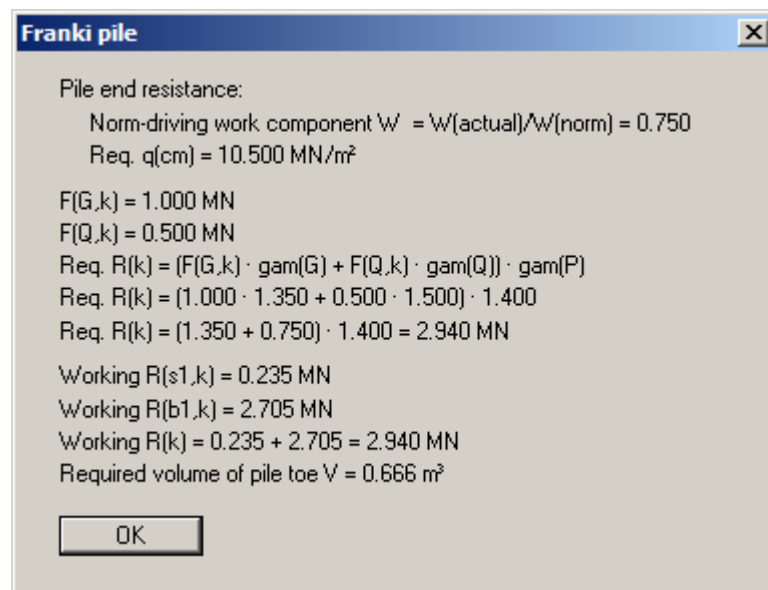 Franki pile
Pile end resistance:
Norm-driving work component W = W(actual)/W(norm) = 0.750
Req. q(cm) = 10.500 MN/m²
F(G,k) = 1.000 MN
F(Q,k) = 0.500 MN
Req. R(k) = (F(G,k) · gam(G) + F(Q,k) · gam(Q)) · gam(P)
Req. R(k) = (1.000 · 1.350 + 0.500 · 1.500) · 1.400
Req. R(k) = (1.350 + 0.750) · 1.400 = 2.940 MN
Working R(s1,k) = 0.235 MN
Working R(b1,k) = 2.705 MN
Working R(k) = 0.235 + 2.705 = 2.940 MN
Required volume of pile toe V = 0.666 m³
OK